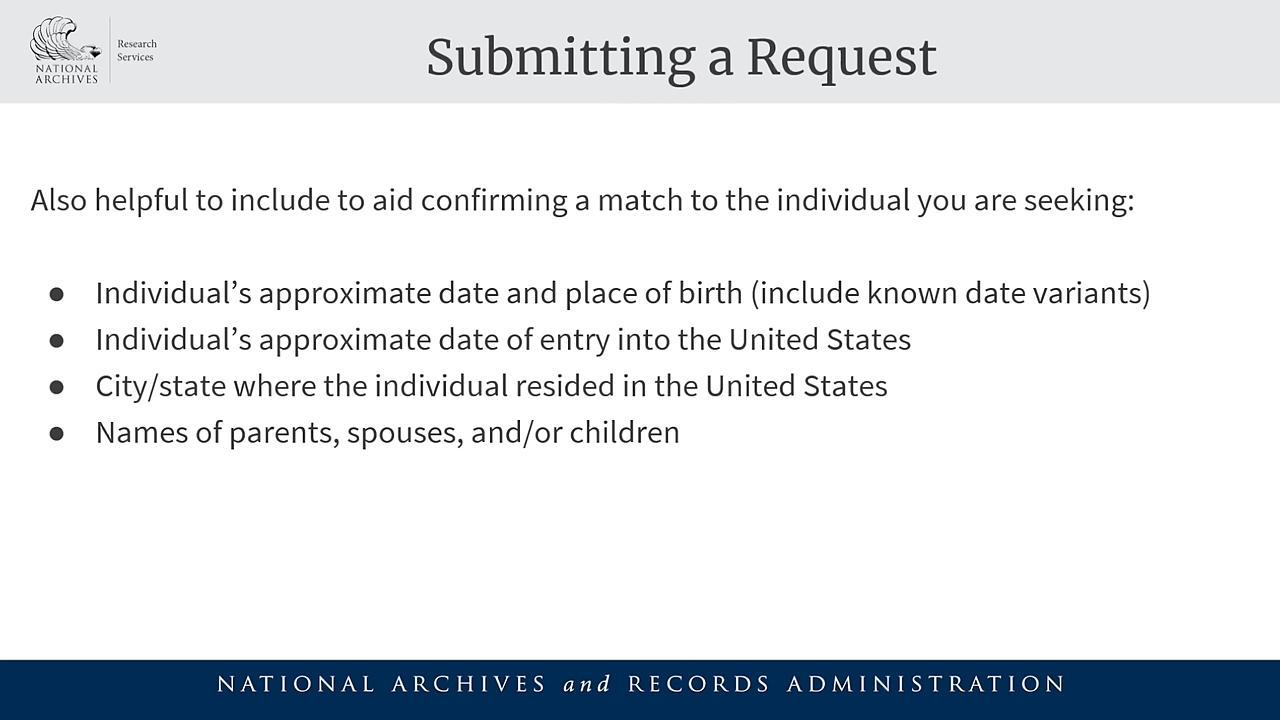 NATIONAL
ARCHIVES
Research
Services
Submitting a Request
Also helpful to include to aid confirming a match to the individual you are seeking:
● Individual’s approximate date and place of birth (include known date variants)
● Individual’s approximate date of entry into the United States
● City/state where the individual resided in the United States
● Names of parents, spouses, and/or children
NATIONAL ARCHIVES and RECORDS ADMINISTRATION